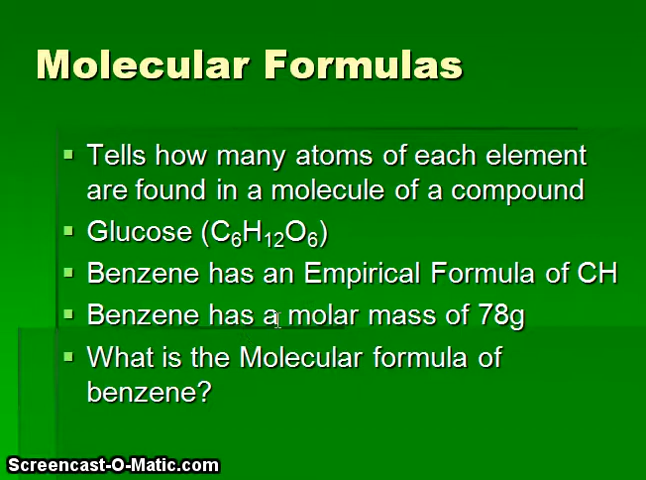 Molecular Formulas
▪ Tells how many atoms of each element
are found in a molecule of a compound
▪ Glucose (C₆H₁₂O₆)
▪ Benzene has an Empirical Formula of CH
▪ Benzene has a molar mass of 78g
▪ What is the Molecular formula of
benzene?
Screencast-O-Matic.com